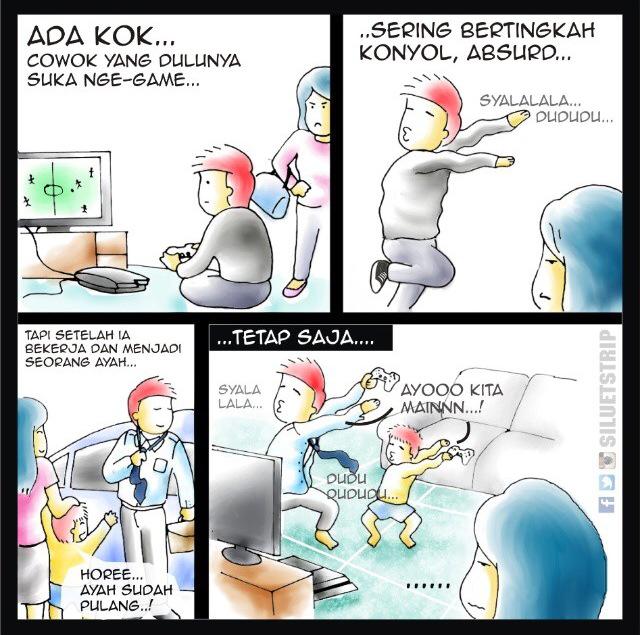 ADA KOK...
COWOK YANG DULUNYA
SUKA NGE-GAME...
..SERING BERTINGKAH
KONYOL, ABSURD...
SYALALALA...
DUDUDU...
TAPI SETELAH IA
BEKERJA DAN MENJADI
SEORANG AYAH...
HOREE...
AYAH SUDAH
PULANG..!
...TETAP SAJA....
SYALA
LALA...
AYOOO KITA
MAINNN...!
DUDU
DUDUDU...
......
SILUETSTRIP